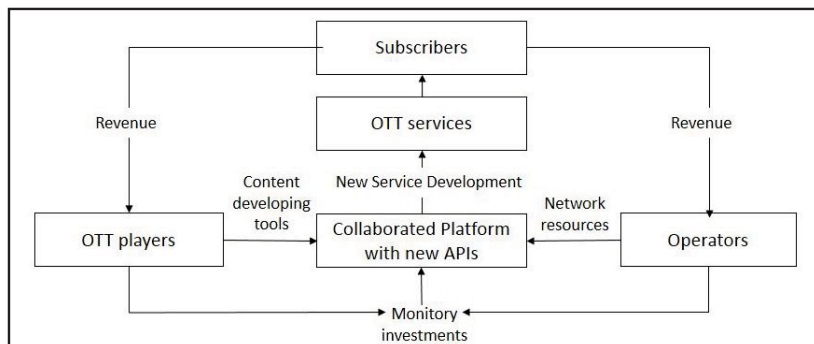 Subscribers
Revenue
OTT services
Revenue
Content
developing
tools
New Service Development
Network
resources
OTT players
Collaborated Platform
with new APIs
Operators
Monitory
investments